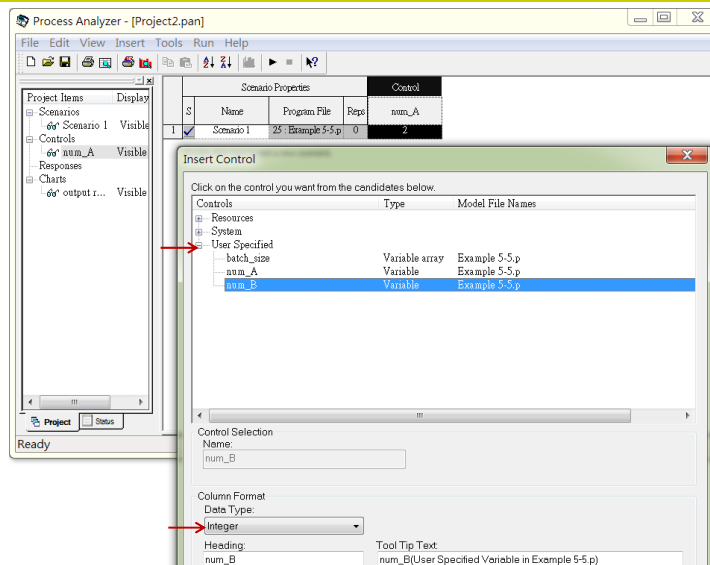 Process Analyzer - [Project2.pan]
File Edit View Insert Tools Run Help
Project Items Display
Scenarios
Scenario 1 Visible
Controls
num_A Visible
Responses
Charts
output r... Visible
Project Status
Ready
Scenario Properties Control
S Name Program File Reps num_A
1 Scenario 1 25 : Example 5-5.p 0 2
Insert Control
Click on the control you want from the candidates below.
Controls Type Model File Names
Resources
System
User Specified
batch_size Variable array Example 5-5.p
num_A Variable Example 5-5.p
num_B Variable Example 5-5.p
Control Selection
Name:
num_B
Column Format
Data Type:
Integer
Heading: Tool Tip Text:
num_B num_B(User Specified Variable in Example 5-5.p)